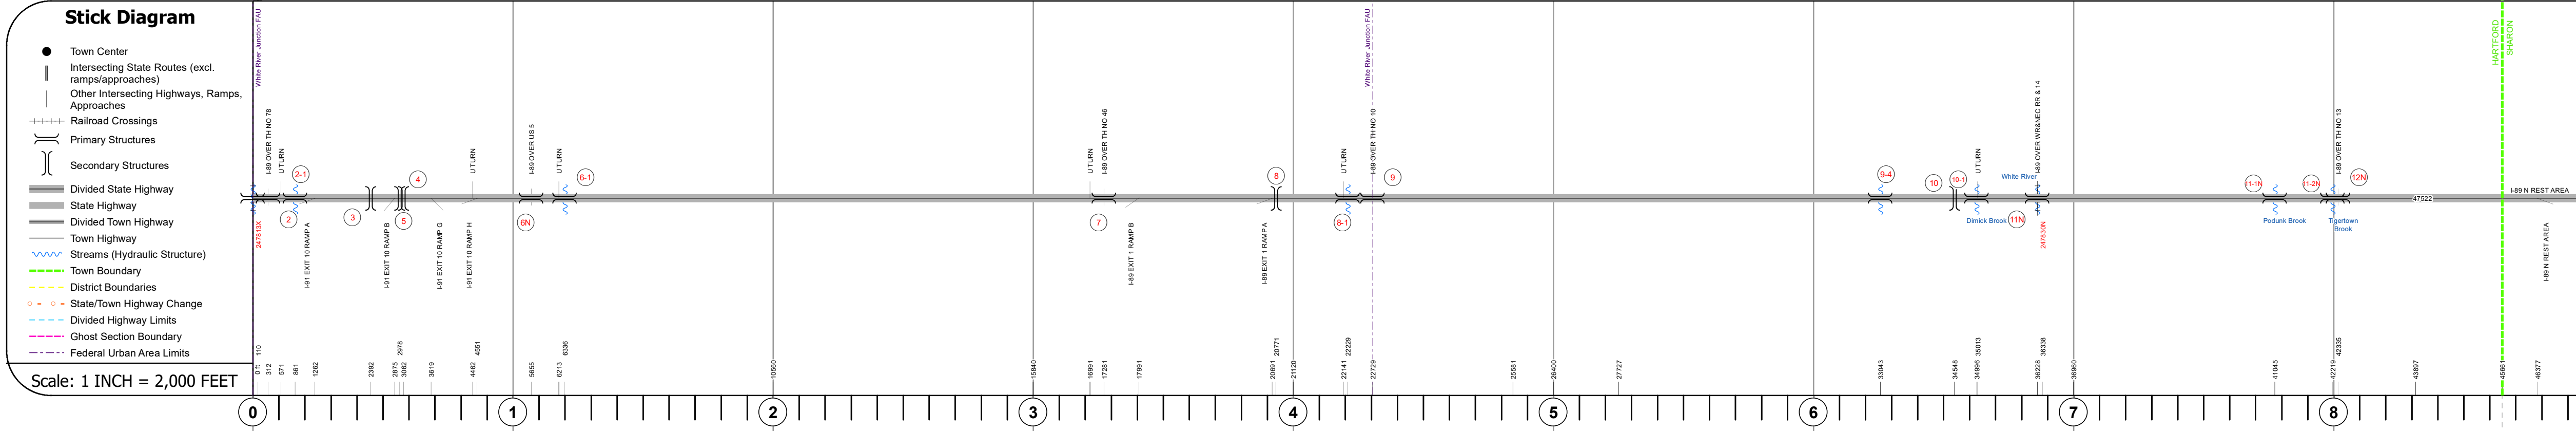 Stick Diagram
Town Center
Intersecting State Routes (excl.
ramps/approaches)
Other Intersecting Highways, Ramps,
Approaches
Railroad Crossings
Primary Structures
Secondary Structures
Divided State Highway
State Highway
Divided Town Highway
Town Highway
Streams (Hydraulic Structure)
Town Boundary
District Boundaries
State/Town Highway Change
Divided Highway Limits
Ghost Section Boundary
Federal Urban Area Limits
Scale: 1 INCH = 2,000 FEET
White River Junction FAU
White River Junction FAU
HARTFORD
SHARON
I-89 OVER TH NO 78
U TURN
U TURN
I-89 OVER US 5
U TURN
U TURN
I-89 OVER TH NO 46
U TURN
I-89 OVER TH NO 10
U TURN
I-89 OVER WR&NEC RR & 14
I-89 OVER TH NO 13
2-1
4
6-1
8
9
9-4
10
10-1
White River
11-1N
11-2N
12N
I-89 N REST AREA
47522
2
3
5
6N
7
8-1
Dimick Brook
11N
Podunk Brook
Tigertown
Brook
247813X
I-91 EXIT 10 RAMP A
I-91 EXIT 10 RAMP B
I-91 EXIT 10 RAMP G
I-91 EXIT 10 RAMP H
I-89 EXIT 1 RAMP B
I-89 EXIT 1 RAMP A
247830N
I-89 N REST AREA
0 ft
110
312
571
861
1262
2392
2875
2978
3062
3619
4462
4551
5655
6213
6336
10560
15840
16991
17281
17991
20691
20771
21120
22141
22229
22729
25581
26400
27727
33043
34548
34996
35013
36228
36338
36960
41045
42219
42335
43897
45661
46377
0
1
2
3
4
5
6
7
8